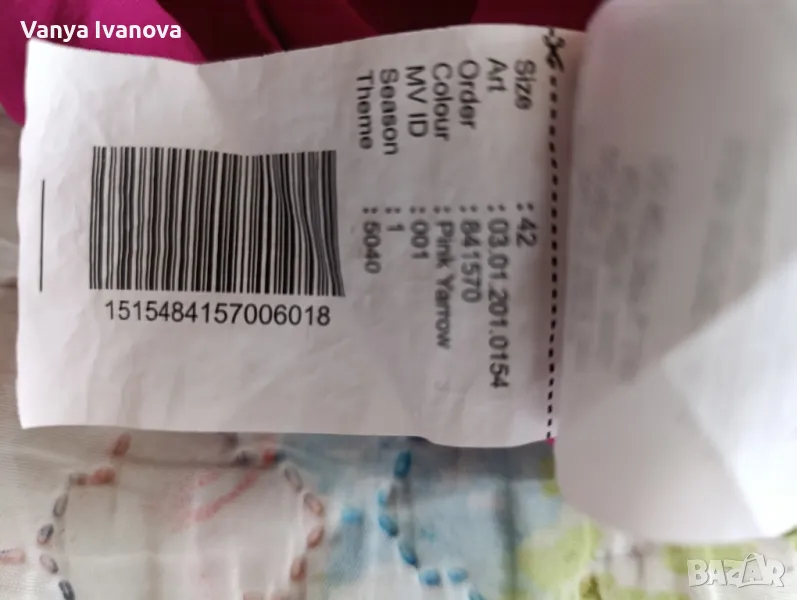 Vanya Ivanova
Size : 42
Art : 03.01.201.0154
Order : 841570
Colour : Pink Yarrow
MV ID : 001
Season : 1
Theme : 5040
1515484157006018
BAZAR